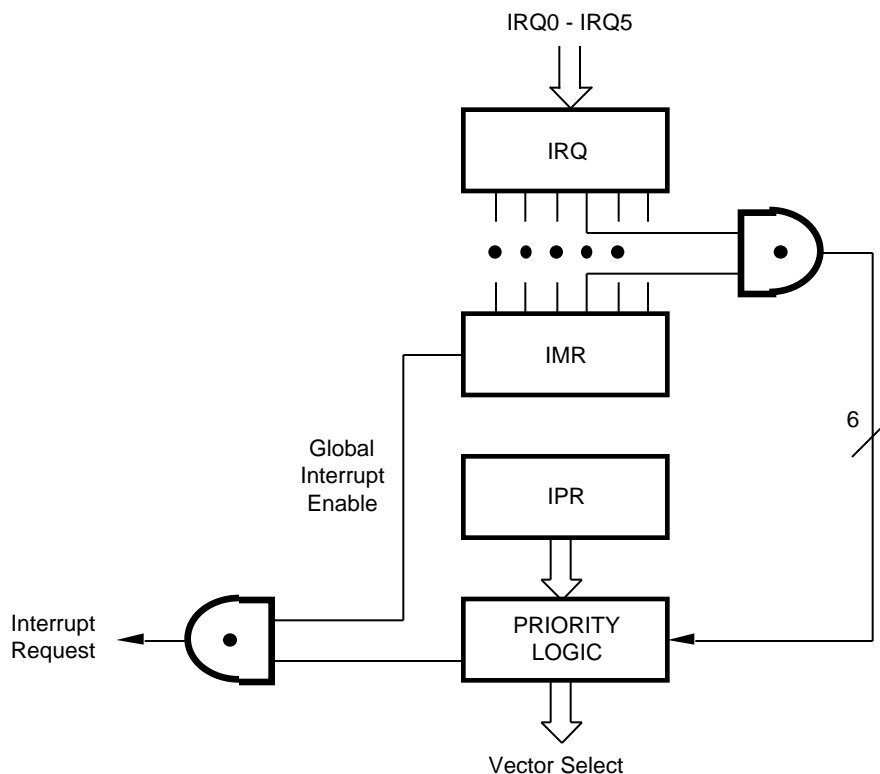 IRQ0 - IRQ5
IRQ
IMR
Global
Interrupt
Enable
6
IPR
Interrupt
Request
PRIORITY
LOGIC
Vector Select